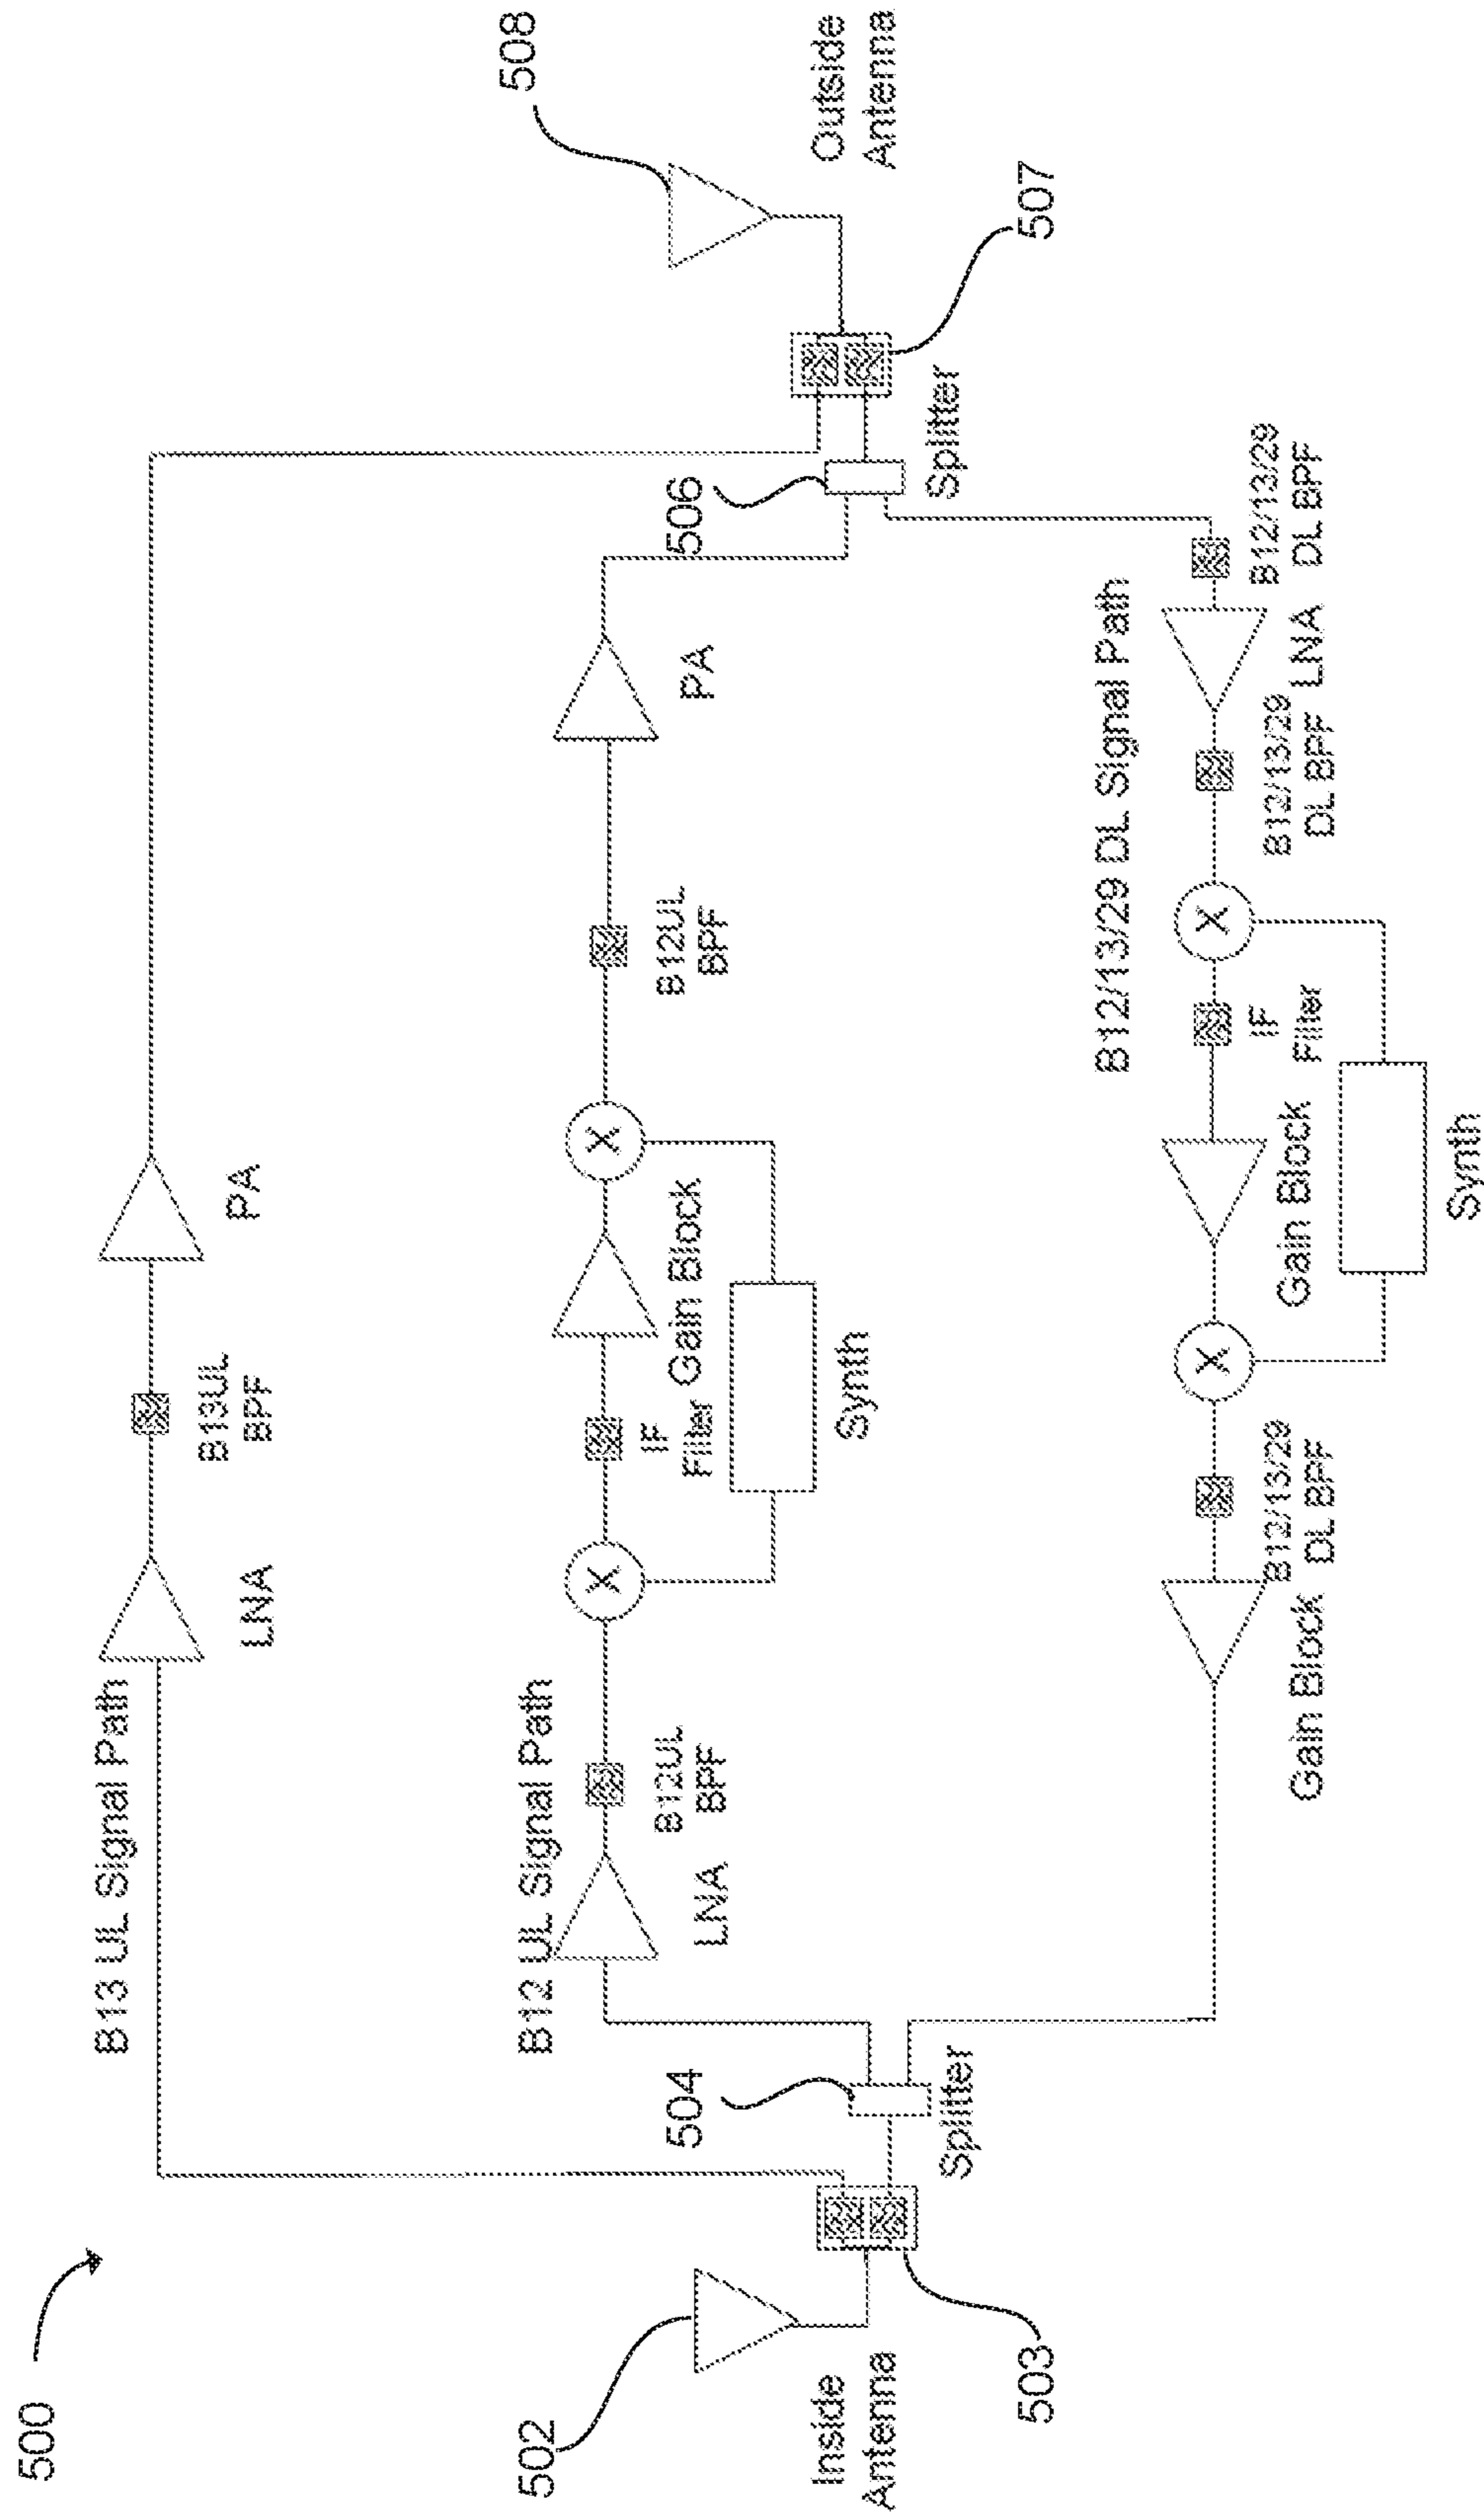 500
B13 UL Signal Path
LNA
B13UL
BPF
PA
508
Outside
Antenna
502
Inside
Antenna
503
504
Splitter
B12 UL Signal Path
LNA
B12UL
BPF
X
IF
Filter
Gain Block
X
Synth
B12UL
BPF
PA
506
Splitter
507
B12/13/29 DL Signal Path
Gain Block
B12/13/29
DL BPF
X
Gain Block
IF
Filter
X
Synth
B12/13/29
DL BPF
LNA
B12/13/29
DL BPF